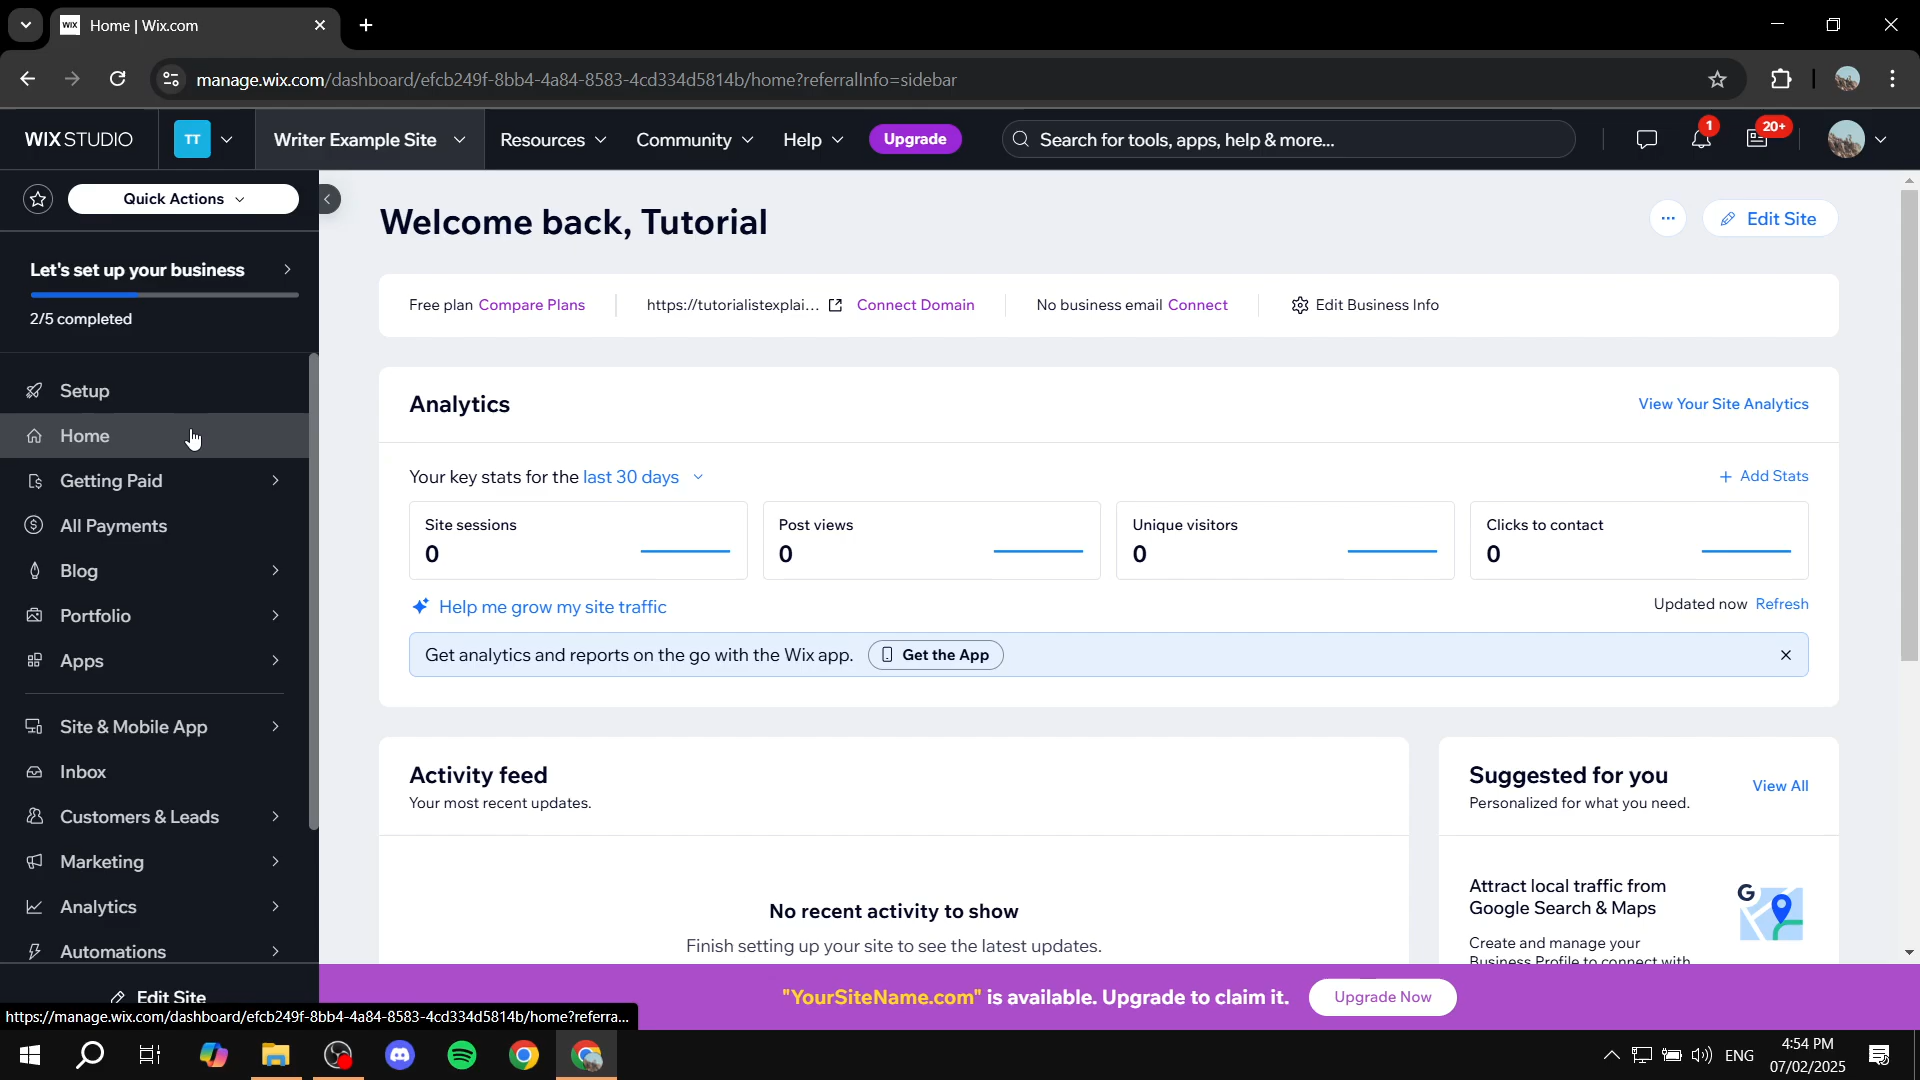 WIX Home | Wix.com
manage.wix.com/dashboard/efcb249f-8bb4-4a84-8583-4cd334d5814b/home?referralInfo=sidebar
WIX STUDIO
TT
Writer Example Site
Resources
Community
Help
Upgrade
Search for tools, apps, help & more...
1
20+
Quick Actions
Let's set up your business
2/5 completed
Setup
Home
Getting Paid
All Payments
Blog
Portfolio
Apps
Site & Mobile App
Inbox
Customers & Leads
Marketing
Analytics
Automations
Edit Site
Welcome back, Tutorial
Edit Site
Free plan Compare Plans
https://tutorialistexplai... Connect Domain
No business email Connect
Edit Business Info
Analytics
View Your Site Analytics
Your key stats for the last 30 days
+ Add Stats
Site sessions
0
Post views
0
Unique visitors
0
Clicks to contact
0
Help me grow my site traffic
Updated now Refresh
Get analytics and reports on the go with the Wix app.
Get the App
Activity feed
Your most recent updates.
No recent activity to show
Finish setting up your site to see the latest updates.
Suggested for you
View All
Personalized for what you need.
Attract local traffic from
Google Search & Maps
G
Create and manage your
Business Profile to connect with
"YourSiteName.com" is available. Upgrade to claim it.
Upgrade Now
https://manage.wix.com/dashboard/efcb249f-8bb4-4a84-8583-4cd334d5814b/home?referra...
ENG
4:54 PM
07/02/2025